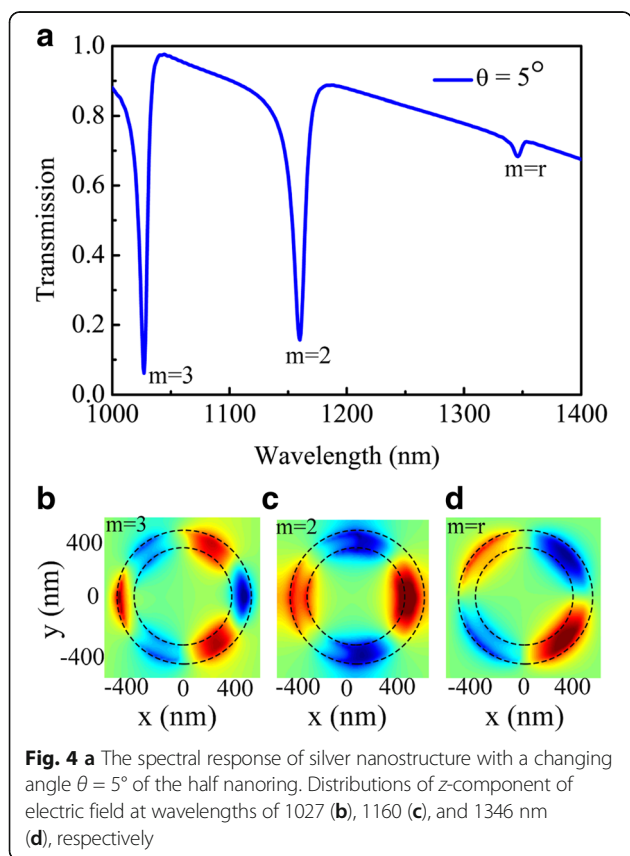 a
1.0
0.8
0.6
0.4
0.2
0.0
Transmission
θ = 5°
m=3
m=2
m=r
1000 1100 1200 1300 1400
Wavelength (nm)
b c d
m=3 m=2 m=r
400
0
-400
y (nm)
-400 0 400 -400 0 400 -400 0 400
x (nm) x (nm) x (nm)
Fig. 4 a The spectral response of silver nanostructure with a changing
angle θ = 5° of the half nanoring. Distributions of z-component of
electric field at wavelengths of 1027 (b), 1160 (c), and 1346 nm
(d), respectively